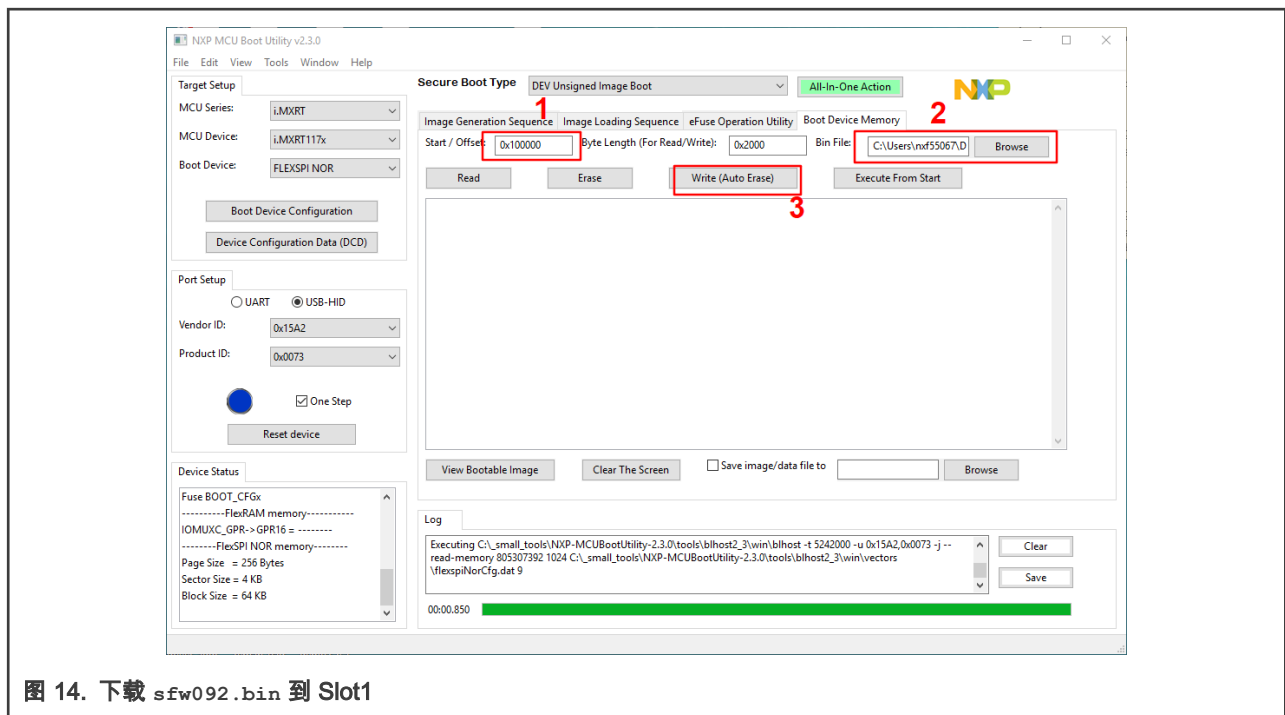 NXP MCU Boot Utility v2.3.0
File Edit View Tools Window Help
Target Setup
MCU Series: i.MXRT
MCU Device: i.MXRT117x
Boot Device: FLEXSPI NOR
Boot Device Configuration
Device Configuration Data (DCD)
Port Setup
UART USB-HID
Vendor ID: 0x15A2
Product ID: 0x0073
One Step
Reset device
Device Status
Fuse BOOT_CFGx
----------FlexRAM memory-----------
IOMUXC_GPR->GPR16 = --------
--------FlexSPI NOR memory--------
Page Size = 256 Bytes
Sector Size = 4 KB
Block Size = 64 KB
Secure Boot Type DEV Unsigned Image Boot All-In-One Action NXP
1 2
Image Generation Sequence Image Loading Sequence eFuse Operation Utility Boot Device Memory
Start / Offset: 0x100000 Byte Length (For Read/Write): 0x2000 Bin File: C:\Users\nxf55067\D Browse
Read Erase Write (Auto Erase) Execute From Start
3
View Bootable Image Clear The Screen Save image/data file to Browse
Log
Executing C:\_small_tools\NXP-MCUBootUtility-2.3.0\tools\blhost2_3\win\blhost -t 5242000 -u 0x15A2,0x0073 -j --
read-memory 805307392 1024 C:\_small_tools\NXP-MCUBootUtility-2.3.0\tools\blhost2_3\win\vectors
\flexspiNorCfg.dat 9
Clear
Save
00:00.850
图 14. 下载 sfw092.bin 到 Slot1